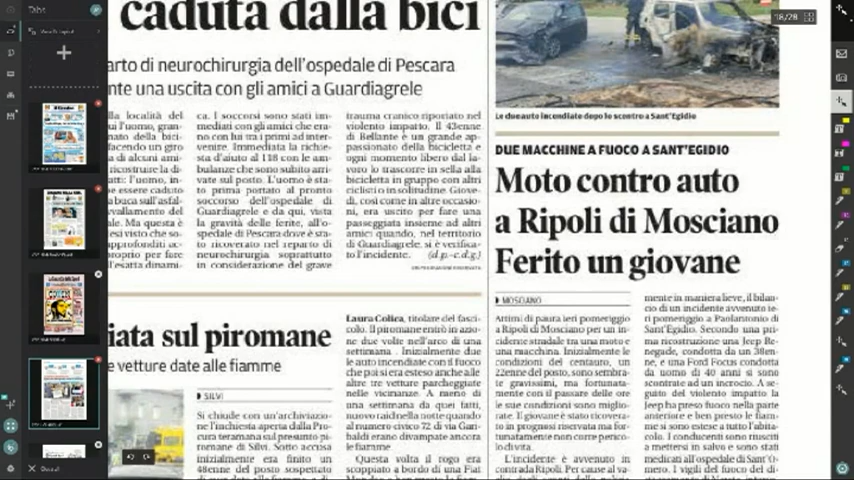 18/28
caduta dalla bici
arto di neurochirurgia dell'ospedale di Pescara
nte una uscita con gli amici a Guardiagrele
lla località del
ui l'uomo, gran-
nato della bici-
facendo un giro
di alcuni ami-
ricostruire la di-
tti: l'uomo, in-
e essere caduto
a buca sull'asfal-
vvallamento del
le. Ma questa è
esi visto che so-
approfonditi ac-
proprio per fare
l'esatta dinami-
ca. I soccorsi sono stati im-
mediati con gli amici che era-
no con lui tra i primi ad inter-
venire. Immediata la richie-
sta d'aiuto al 118 con le am-
bulanze che sono subito arri-
vate sul posto. L'uomo è sta-
to prima portato al pronto
soccorso dell'ospedale di
Guardiagrele e da qui, vista
la gravità delle ferite, all'o-
spedale di Pescara dove è sta-
to ricoverato nel reparto di
neurochirurgia soprattutto
in considerazione del grave
trauma cranico riportato nel
violento impatto. Il 43enne
di Bellante è un grande ap-
passionato della bicicletta e
ogni momento libero dal la-
voro lo trascorre in sella alla
bicicletta in gruppo con altri
ciclisti o in solitudine. Giove-
dì, così come in altre occasio-
ni, era uscito per fare una
passeggiata insieme ad altri
amici quando, nel territorio
di Guardiagrele, si è verifica-
to l'incidente. (d.p.-c.d.g.)
Le due auto incendiate dopo lo scontro a Sant'Egidio
DUE MACCHINE A FUOCO A SANT'EGIDIO
Moto contro auto
a Ripoli di Mosciano
Ferito un giovane
MOSCIANO
Attimi di paura ieri pomeriggio
a Ripoli di Mosciano per un in-
cidente stradale tra una moto e
una macchina. Inizialmente le
condizioni del centauro, un
22enne del posto, sono sembra-
te gravissimi, ma fortunata-
mente con il passare delle ore
le sue condizioni sono miglio-
rate. Il giovane è stato ricovera-
to in prognosi riservata ma for-
tunatamente non corre perico-
lo di vita.
L'incidente è avvenuto in
contrada Ripoli. Per cause al va-
mente in maniera lieve, il bilan-
cio di un incidente avvenuto ie-
ri pomeriggio a Paolantonio di
Sant'Egidio. Secondo una pri-
ma ricostruzione una Jeep Re-
negade, condotta da un 38en-
ne, e una Ford Focus condotta
da uomo di 40 anni si sono
scontrate ad un incrocio. A se-
guito del violento impatto la
Jeep ha preso fuoco nella parte
anteriore e ben presto le fiam-
me si sono estese a tutto l'abita-
colo. I conducenti sono riusciti
a mettersi in salvo e sono stati
medicati all'ospedale di Sant'O-
mero. I vigili del fuoco del di-
iata sul piromane
e vetture date alle fiamme
SILVI
Si chiude con un'archiviazio-
ne l'inchiesta aperta dalla Pro-
cura teramana sul presunto pi-
romane di Silvi. Sotto accusa
inizialmente era finito un
48enne del posto sospettato
Laura Colica, titolare del fasci-
colo. Il piromane entrò in azio-
ne due volte nell'arco di una
settimana . Inizialmente due
le auto incendiate con il fuoco
che poi si era esteso anche alle
altre tre vetture parcheggiate
nelle vicinanze. A meno di
una settimana da quei fatti,
nuovo raid nella notte quando
al numero civico 72 di via Gari-
baldi erano divampate ancora
le fiamme.
Questa volta il rogo era
scoppiato a bordo di una Fiat